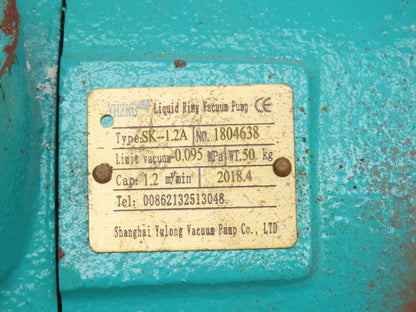 YHZKB Liquid Ring Vacuum Pump CE
Type: SK-1.2A No. 1804638
Limit vacuum -0.095 MPa WT. 50 kg
Cap: 1.2 m³/min 2018.4
Tel: 00862132513048
Shanghai Yulong Vacuum Pump Co., LTD